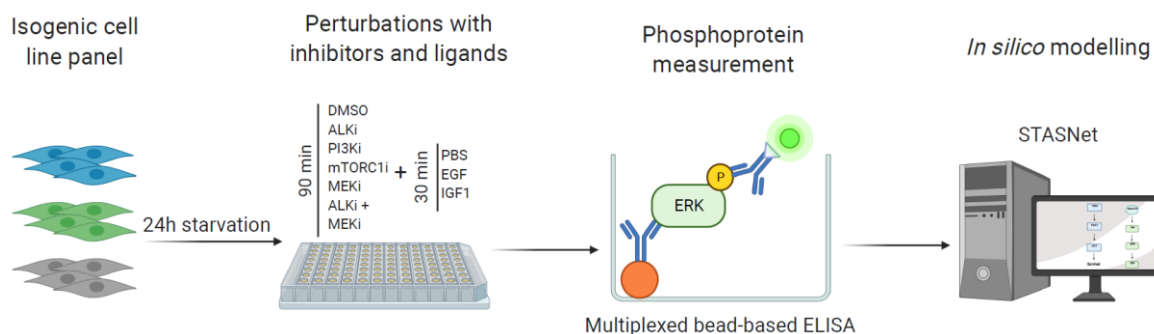 Isogenic cell
line panel
24h starvation
Perturbations with
inhibitors and ligands
90 min
DMSO
ALKi
PI3Ki
mTORC1i
MEKi
ALKi +
MEKi
+
30 min
PBS
EGF
IGF1
Phosphoprotein
measurement
P
ERK
Multiplexed bead-based ELISA
In silico modelling
STASNet